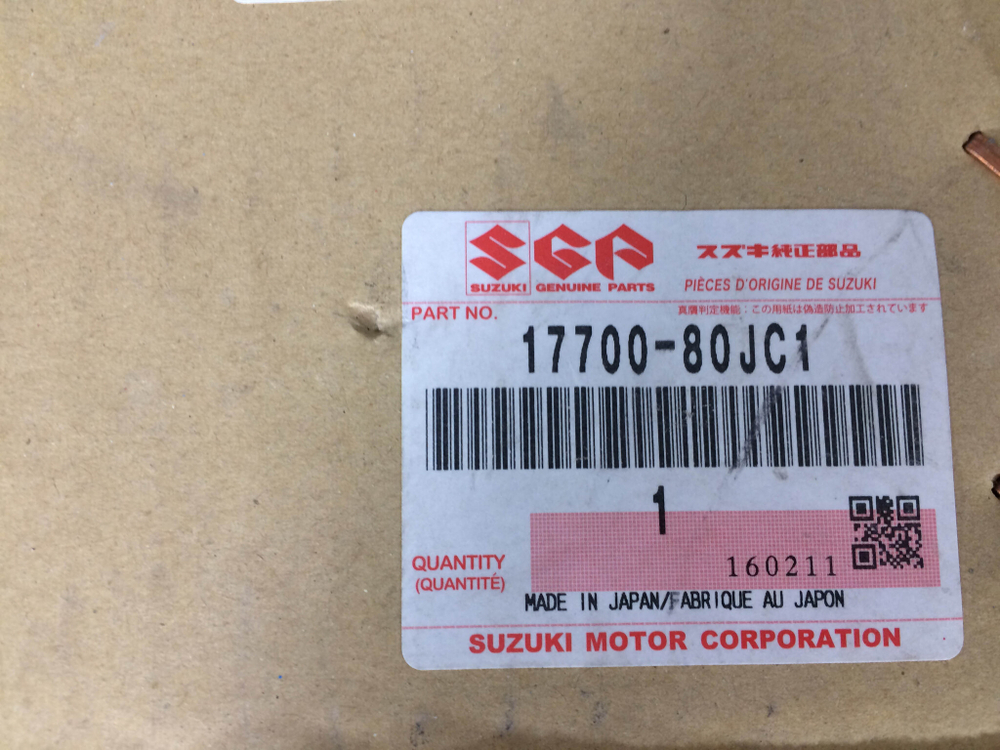 SGP スズキ純正部品
SUZUKI GENUINE PARTS PIÈCES D'ORIGINE DE SUZUKI
PART NO. 真贋判定機能:この用紙は偽造防止加工されています
17700-80JC1
1
QUANTITY
(QUANTITÉ) 160211
MADE IN JAPAN/FABRIQUE AU JAPON
SUZUKI MOTOR CORPORATION